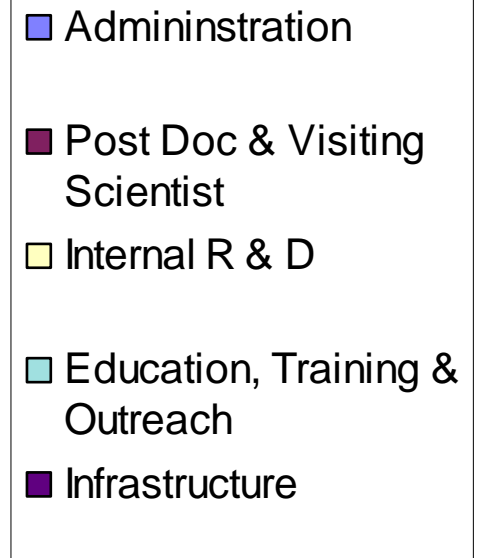 Admininstration
Post Doc & Visiting
Scientist
Internal R & D
Education, Training &
Outreach
Infrastructure